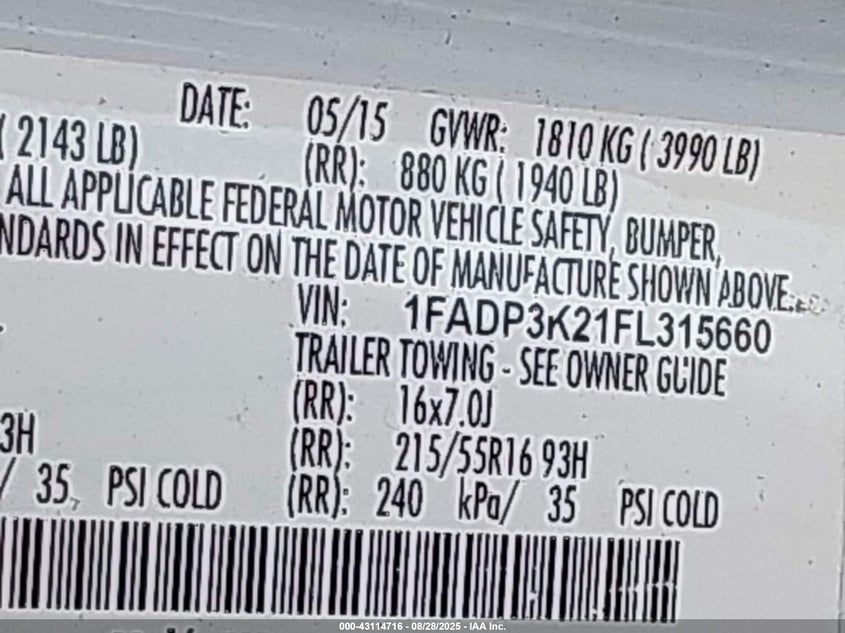 DATE: 05/15 GVWR: 1810 KG ( 3990 LB)
( 2143 LB) (RR): 880 KG ( 1940 LB)
ALL APPLICABLE FEDERAL MOTOR VEHICLE SAFETY, BUMPER,
NDARDS IN EFFECT ON THE DATE OF MANUFACTURE SHOWN ABOVE.
VIN: 1FADP3K21FL315660
TRAILER TOWING - SEE OWNER GUIDE
(RR): 16x7.0J
3H (RR): 215/55R16 93H
/ 35, PSI COLD (RR): 240 kPa/ 35 PSI COLD
000-43114716 - 08/28/2025 - IAA Inc.